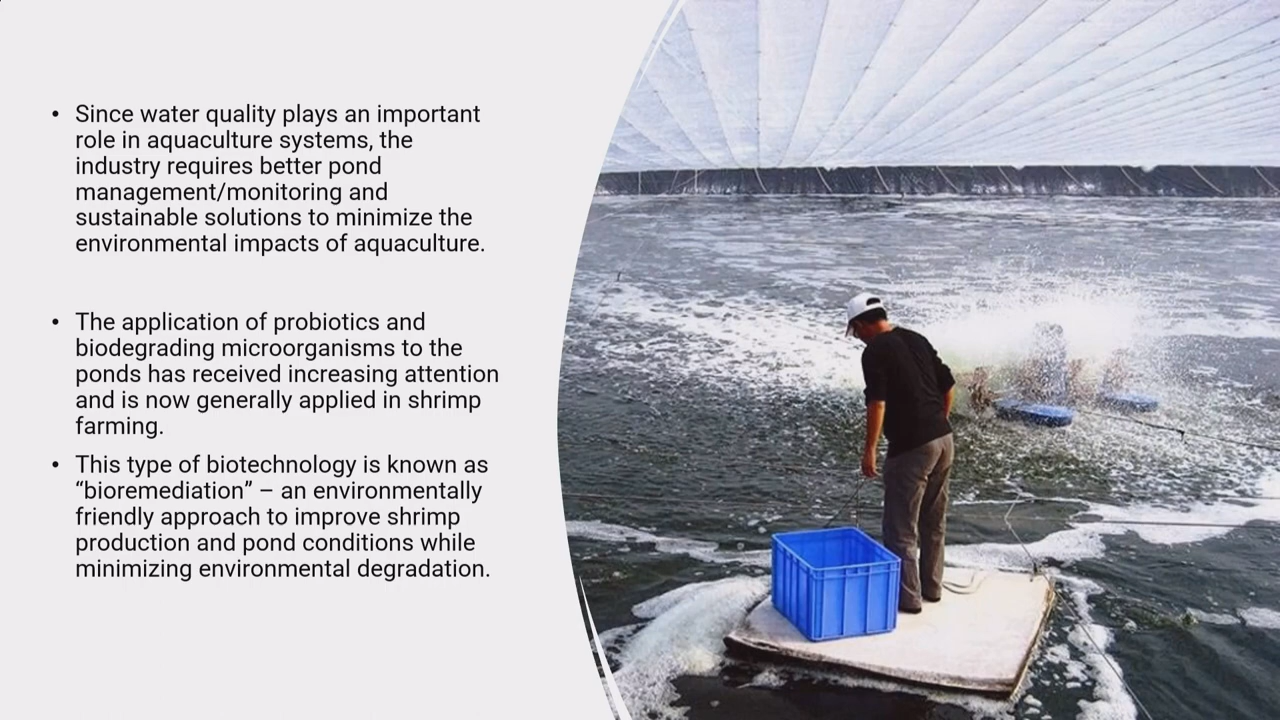 • Since water quality plays an important
role in aquaculture systems, the
industry requires better pond
management/monitoring and
sustainable solutions to minimize the
environmental impacts of aquaculture.
• The application of probiotics and
biodegrading microorganisms to the
ponds has received increasing attention
and is now generally applied in shrimp
farming.
• This type of biotechnology is known as
“bioremediation” – an environmentally
friendly approach to improve shrimp
production and pond conditions while
minimizing environmental degradation.